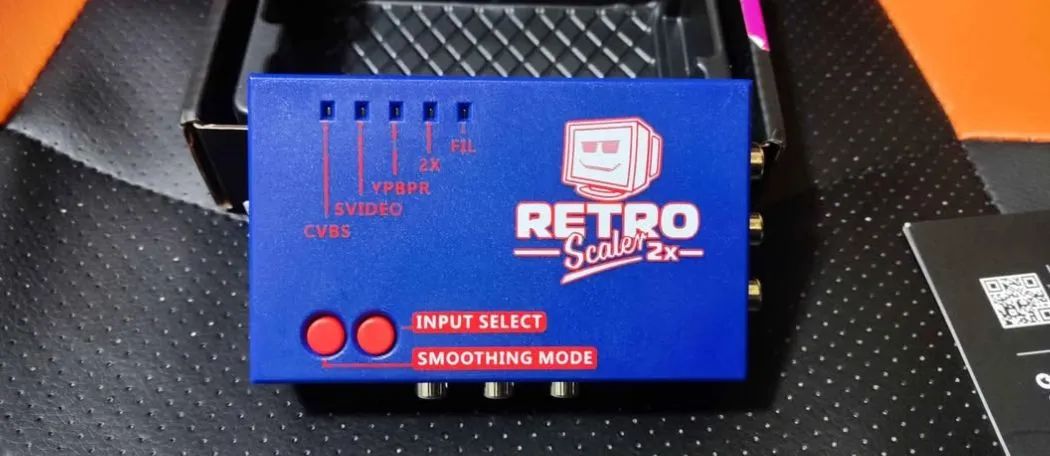 FIL
2X
YPBPR
SVIDEO
CVBS
RETRO
Scaler 2x
INPUT SELECT
SMOOTHING MODE